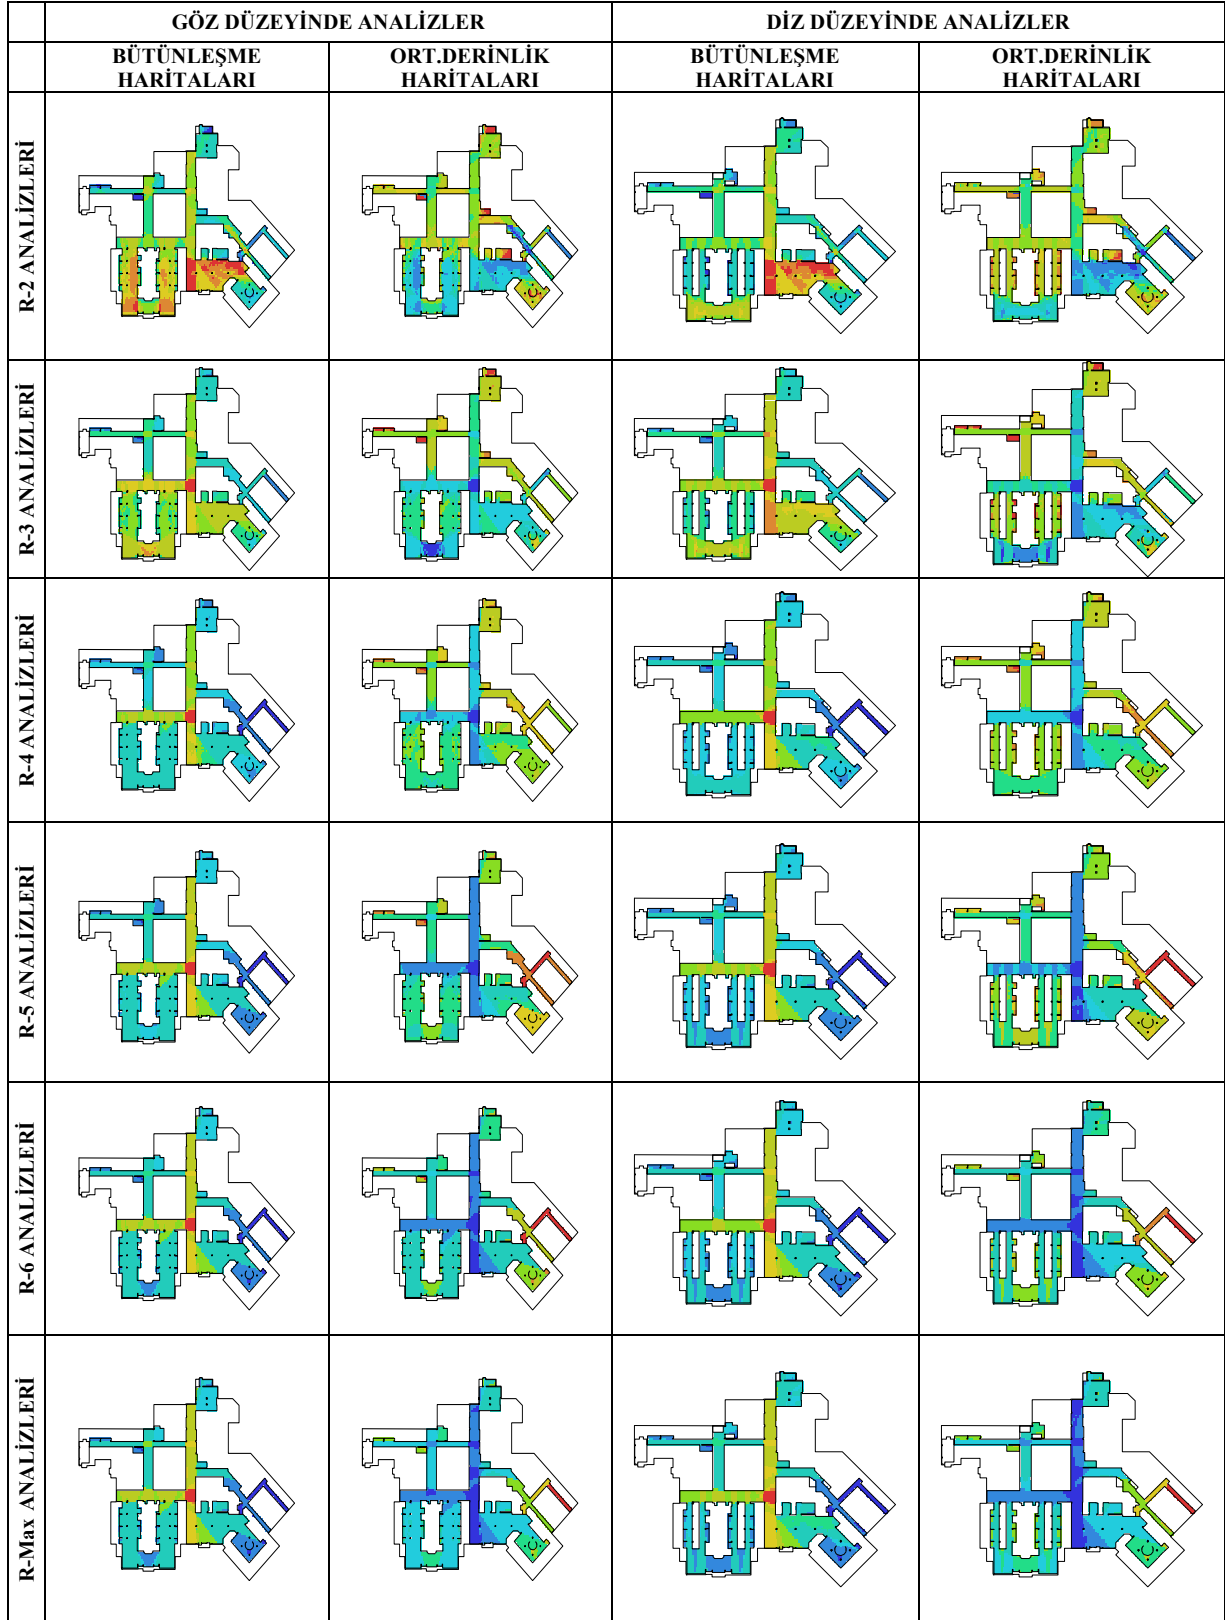 GÖZ DÜZEYİNDE ANALİZLER
DİZ DÜZEYİNDE ANALİZLER
BÜTÜNLEŞME
HARİTALARI
ORT.DERİNLİK
HARİTALARI
BÜTÜNLEŞME
HARİTALARI
ORT.DERİNLİK
HARİTALARI
R-2 ANALİZLERİ
R-3 ANALİZLERİ
R-4 ANALİZLERİ
R-5 ANALİZLERİ
R-6 ANALİZLERİ
R-Max ANALİZLERİ